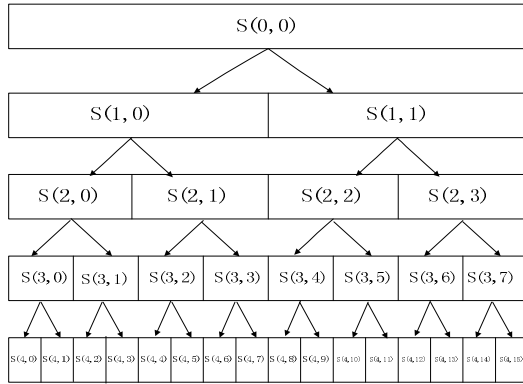 S(0,0)
S(1,0) S(1,1)
S(2,0) S(2,1) S(2,2) S(2,3)
S(3,0) S(3,1) S(3,2) S(3,3) S(3,4) S(3,5) S(3,6) S(3,7)
S(4,0) S(4,1) S(4,2) S(4,3) S(4,4) S(4,5) S(4,6) S(4,7) S(4,8) S(4,9) S(4,10) S(4,11) S(4,12) S(4,13) S(4,14) S(4,15)